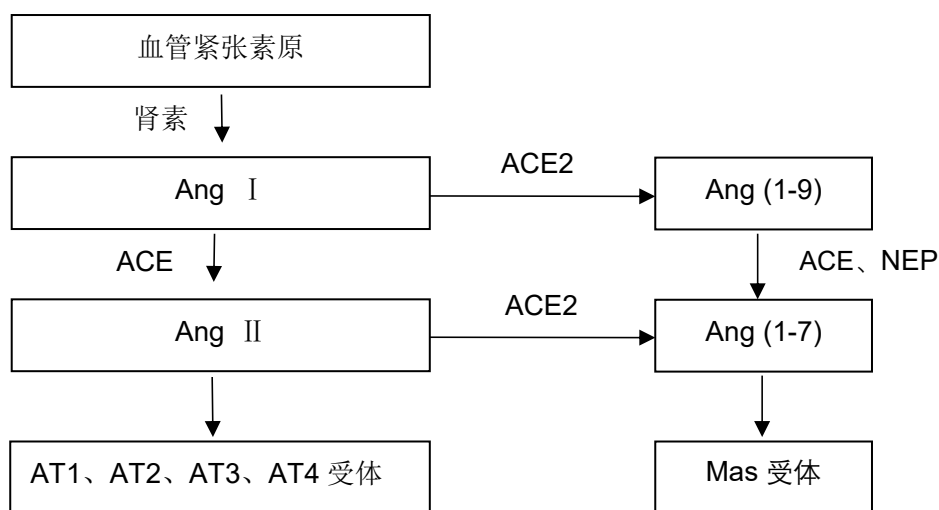 血管紧张素原
肾素
ACE2
Ang Ⅰ
Ang (1-9)
ACE
ACE、NEP
ACE2
Ang Ⅱ
Ang (1-7)
AT1、AT2、AT3、AT4 受体
Mas 受体